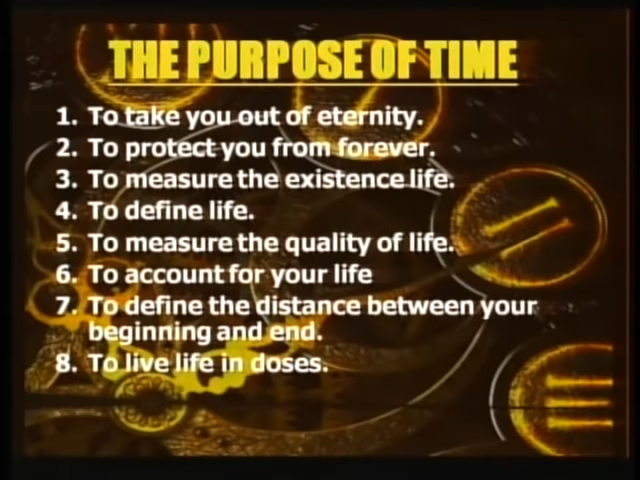 THE PURPOSE OF TIME
1. To take you out of eternity.
2. To protect you from forever.
3. To measure the existence life.
4. To define life.
5. To measure the quality of life.
6. To account for your life
7. To define the distance between your
beginning and end.
8. To live life in doses.